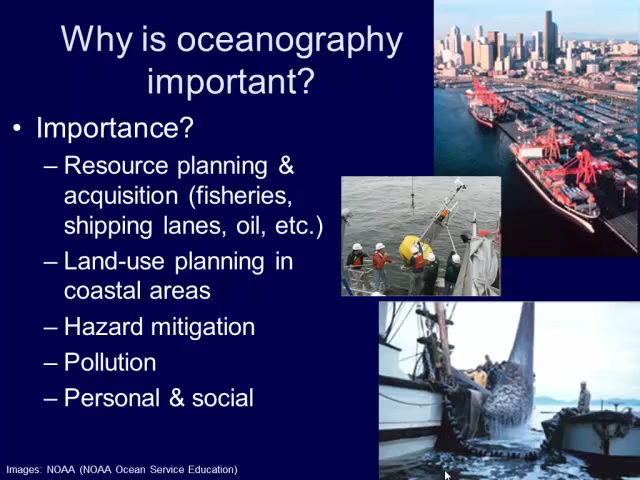 Why is oceanography
important?
• Importance?
– Resource planning &
acquisition (fisheries,
shipping lanes, oil, etc.)
– Land-use planning in
coastal areas
– Hazard mitigation
– Pollution
– Personal & social
Images: NOAA (NOAA Ocean Service Education)